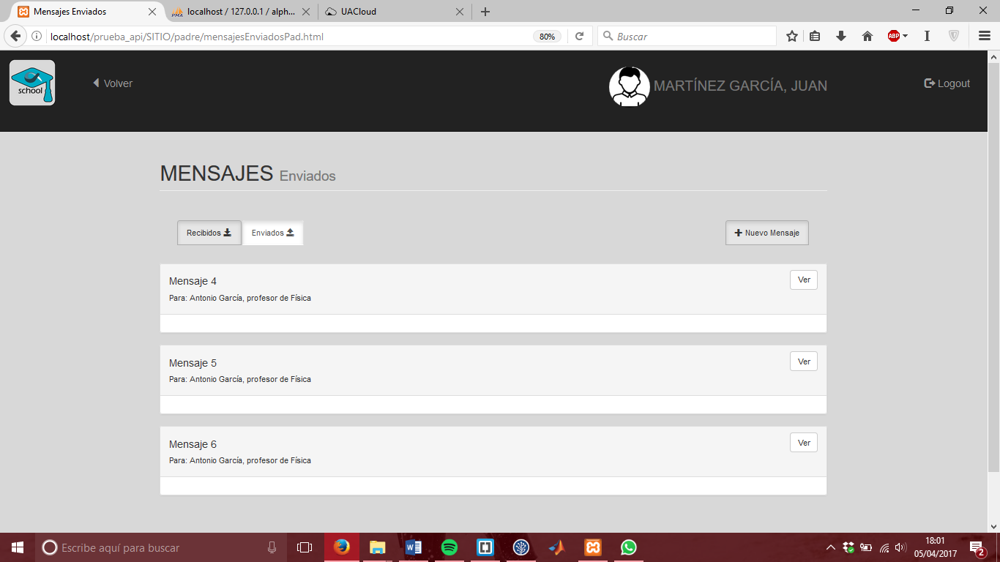 Mensajes Enviados
PMA localhost / 127.0.0.1 / alph...
UACloud
localhost/prueba_api/SITIO/padre/mensajesEnviadosPad.html
80%
Buscar
ABP
school
Volver
MARTÍNEZ GARCÍA, JUAN
Logout
MENSAJES Enviados
Recibidos
Enviados
Nuevo Mensaje
Mensaje 4
Ver
Para: Antonio García, profesor de Física
Mensaje 5
Ver
Para: Antonio García, profesor de Física
Mensaje 6
Ver
Para: Antonio García, profesor de Física
Escribe aquí para buscar
18:01
05/04/2017
2